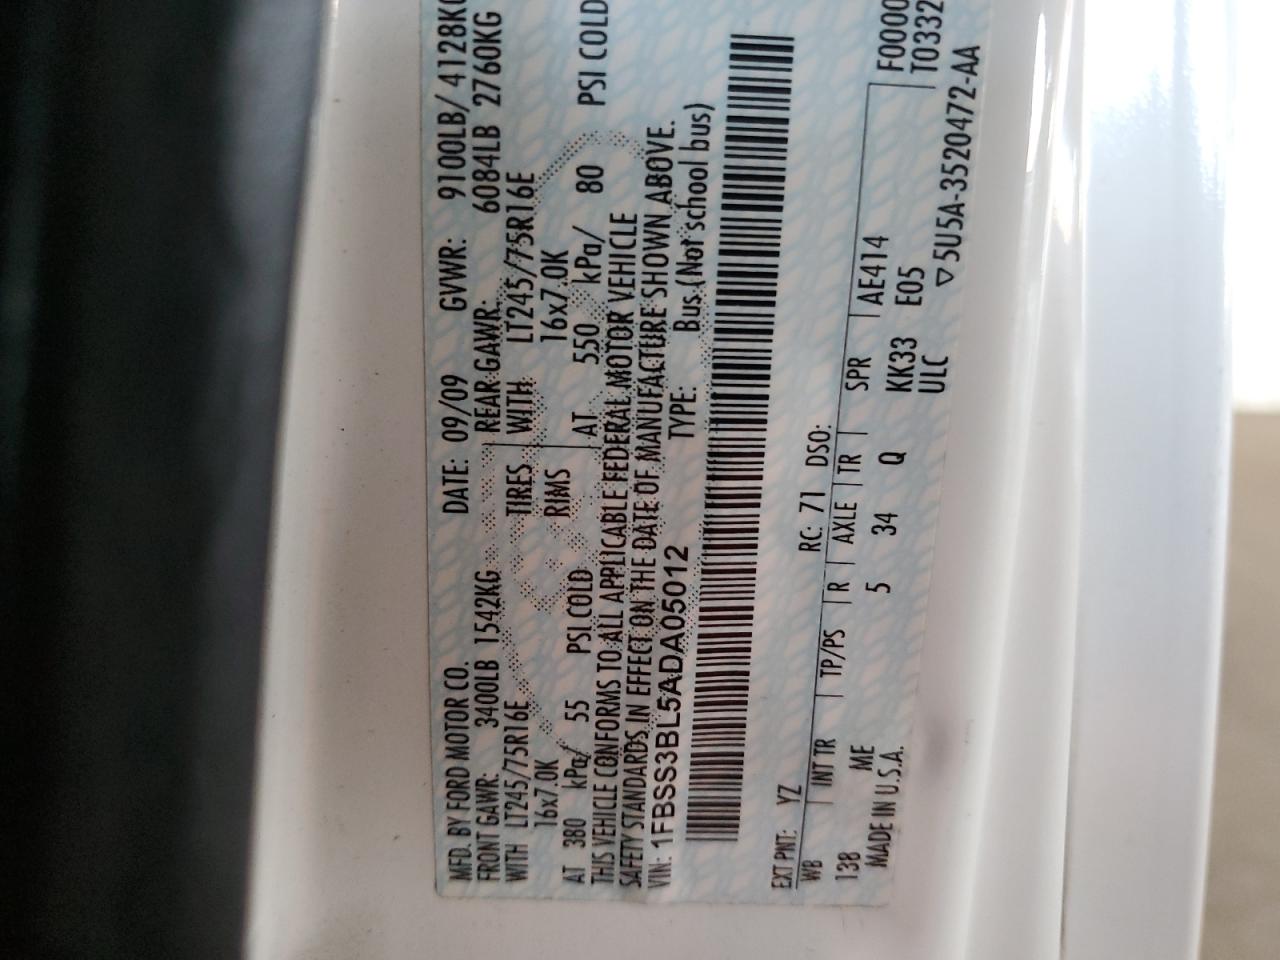 MFD. BY FORD MOTOR CO. DATE: 09/09 GVWR: 9100LB/ 4128KG
FRONT GAWR: 3400LB 1542KG REAR GAWR: 6084LB 2760KG
WITH LT245/75R16E TIRES WITH LT245/75R16E
16x7.0K RIMS 16x7.0K
AT 380 kPa/ 55 PSI COLD AT 550 kPa/ 80 PSI COLD
THIS VEHICLE CONFORMS TO ALL APPLICABLE FEDERAL MOTOR VEHICLE
SAFETY STANDARDS IN EFFECT ON THE DATE OF MANUFACTURE SHOWN ABOVE.
VIN: 1FBSS3BL5ADA05012 TYPE: Bus (Not school bus)
EXT PNT: YZ RC: 71 DSO:
WB INT TR TP/PS R AXLE TR SPR AE414 F0000
138 ME 5 34 Q KK33 E05 T0332
MADE IN U.S.A. ULC ▽5U5A-3520472-AA